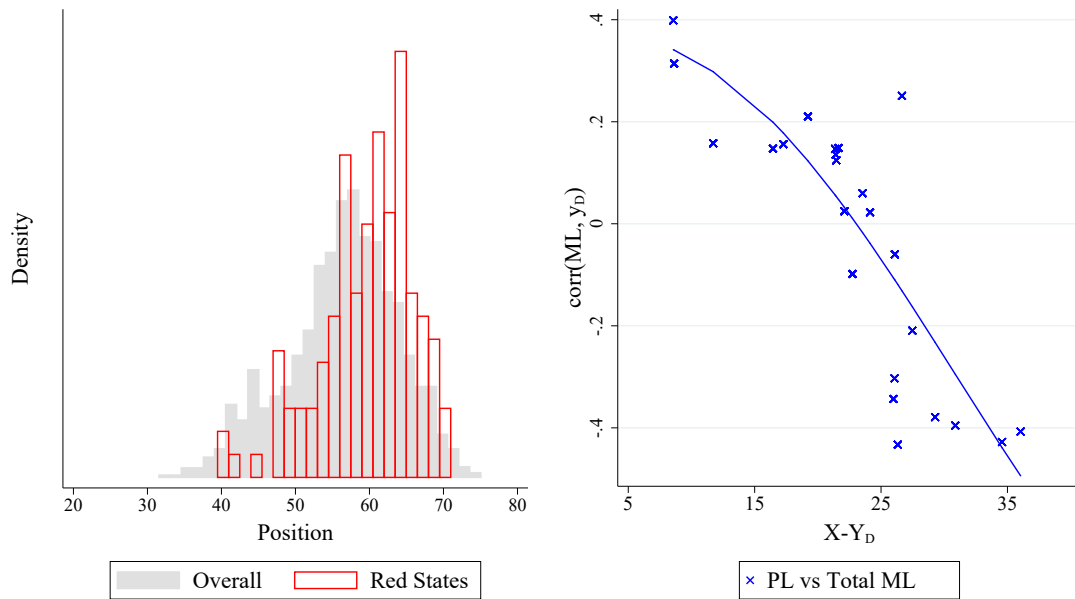 Density
20 30 40 50 60 70 80
Position
Overall Red States
corr(ML, y_D)
.4
.2
0
-.2
-.4
5 15 25 35
X-Y_D
PL vs Total ML